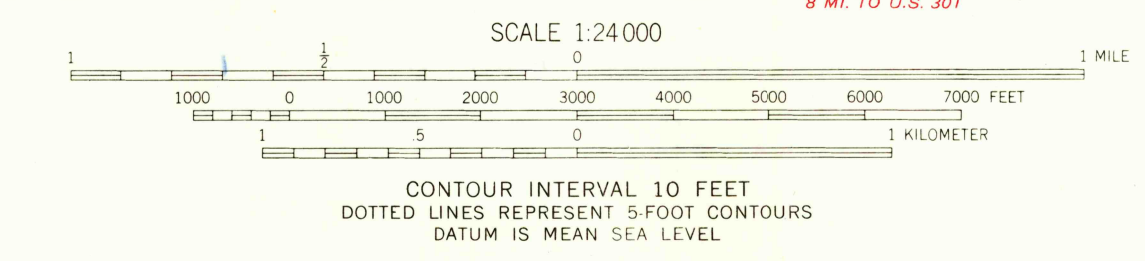 8 MI. TO U.S. 301
SCALE 1:24 000
1 1/2 0 1 MILE
1000 0 1000 2000 3000 4000 5000 6000 7000 FEET
1 .5 0 1 KILOMETER
CONTOUR INTERVAL 10 FEET
DOTTED LINES REPRESENT 5-FOOT CONTOURS
DATUM IS MEAN SEA LEVEL